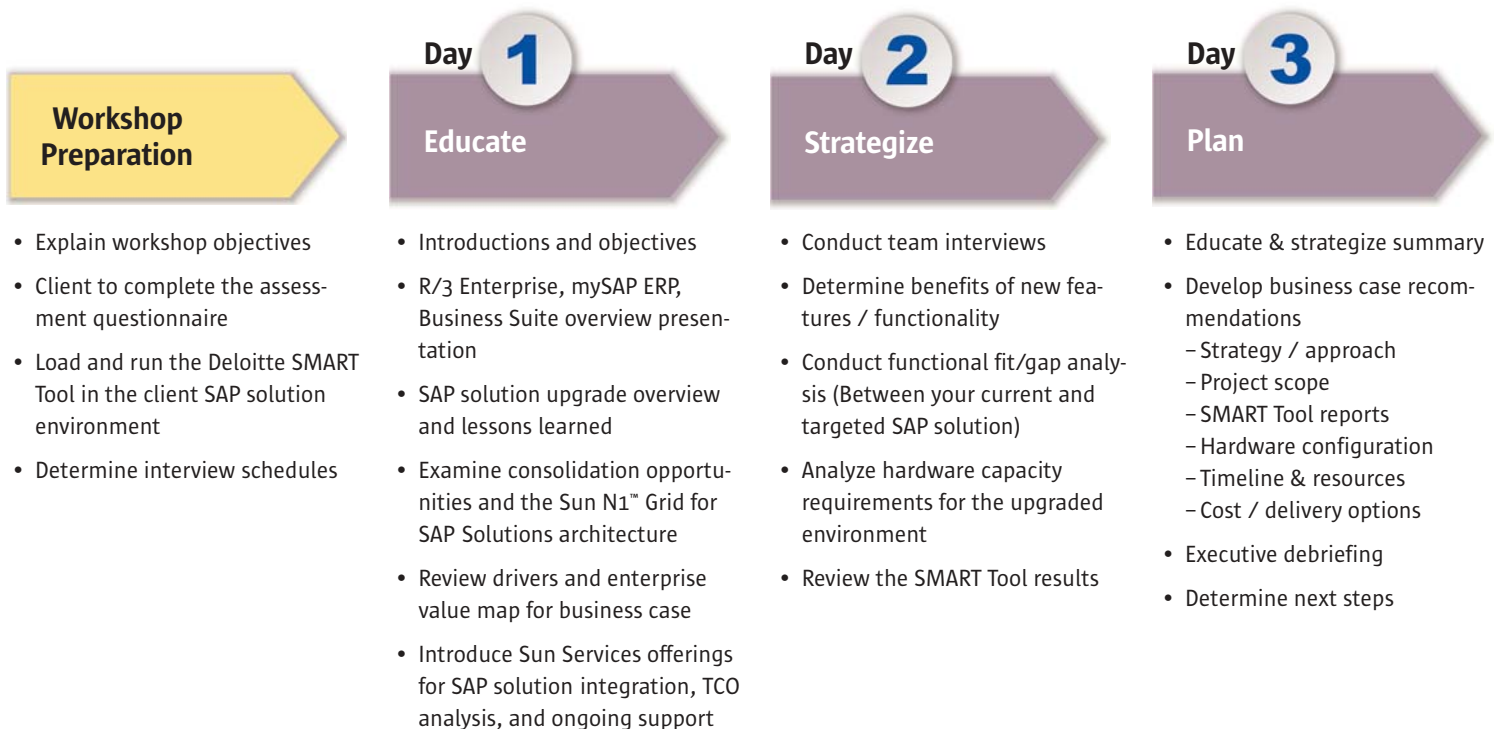 Workshop
Preparation
• Explain workshop objectives
• Client to complete the assess-
ment questionnaire
• Load and run the Deloitte SMART
Tool in the client SAP solution
environment
• Determine interview schedules
Day 1
Educate
• Introductions and objectives
• R/3 Enterprise, mySAP ERP,
Business Suite overview presen-
tation
• SAP solution upgrade overview
and lessons learned
• Examine consolidation opportu-
nities and the Sun N1™ Grid for
SAP Solutions architecture
• Review drivers and enterprise
value map for business case
• Introduce Sun Services offerings
for SAP solution integration, TCO
analysis, and ongoing support
Day 2
Strategize
• Conduct team interviews
• Determine benefits of new fea-
tures / functionality
• Conduct functional fit/gap analy-
sis (Between your current and
targeted SAP solution)
• Analyze hardware capacity
requirements for the upgraded
environment
• Review the SMART Tool results
Day 3
Plan
• Educate & strategize summary
• Develop business case recom-
mendations
– Strategy / approach
– Project scope
– SMART Tool reports
– Hardware configuration
– Timeline & resources
– Cost / delivery options
• Executive debriefing
• Determine next steps